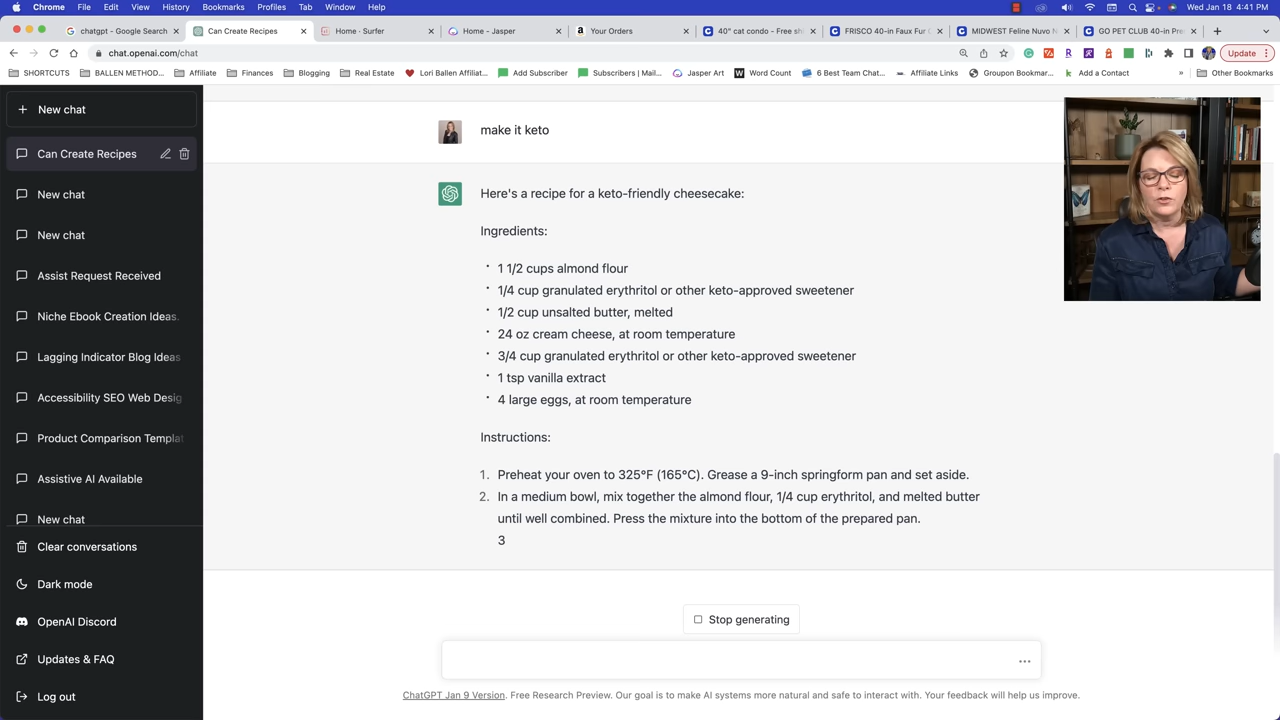 Chrome File Edit View History Bookmarks Profiles Tab Window Help
Wed Jan 18 4:41 PM
chatgpt - Google Search
Can Create Recipes
Home · Surfer
Home - Jasper
Your Orders
40" cat condo - Free sh
FRISCO 40-in Faux Fur C
MIDWEST Feline Nuvo N
GO PET CLUB 40-in Pre
chat.openai.com/chat
Update
SHORTCUTS
BALLEN METHOD...
Affiliate
Finances
Blogging
Real Estate
Lori Ballen Affiliat...
Add Subscriber
Subscribers | Mail...
Jasper Art
Word Count
6 Best Team Chat...
Affiliate Links
Groupon Bookmar...
Add a Contact
»
Other Bookmarks
+ New chat
Can Create Recipes
New chat
New chat
Assist Request Received
Niche Ebook Creation Ideas.
Lagging Indicator Blog Ideas
Accessibility SEO Web Desig
Product Comparison Templat
Assistive AI Available
New chat
Clear conversations
Dark mode
OpenAI Discord
Updates & FAQ
Log out
make it keto
Here's a recipe for a keto-friendly cheesecake:
Ingredients:
• 1 1/2 cups almond flour
• 1/4 cup granulated erythritol or other keto-approved sweetener
• 1/2 cup unsalted butter, melted
• 24 oz cream cheese, at room temperature
• 3/4 cup granulated erythritol or other keto-approved sweetener
• 1 tsp vanilla extract
• 4 large eggs, at room temperature
Instructions:
1. Preheat your oven to 325°F (165°C). Grease a 9-inch springform pan and set aside.
2. In a medium bowl, mix together the almond flour, 1/4 cup erythritol, and melted butter
until well combined. Press the mixture into the bottom of the prepared pan.
3
Stop generating
ChatGPT Jan 9 Version. Free Research Preview. Our goal is to make AI systems more natural and safe to interact with. Your feedback will help us improve.